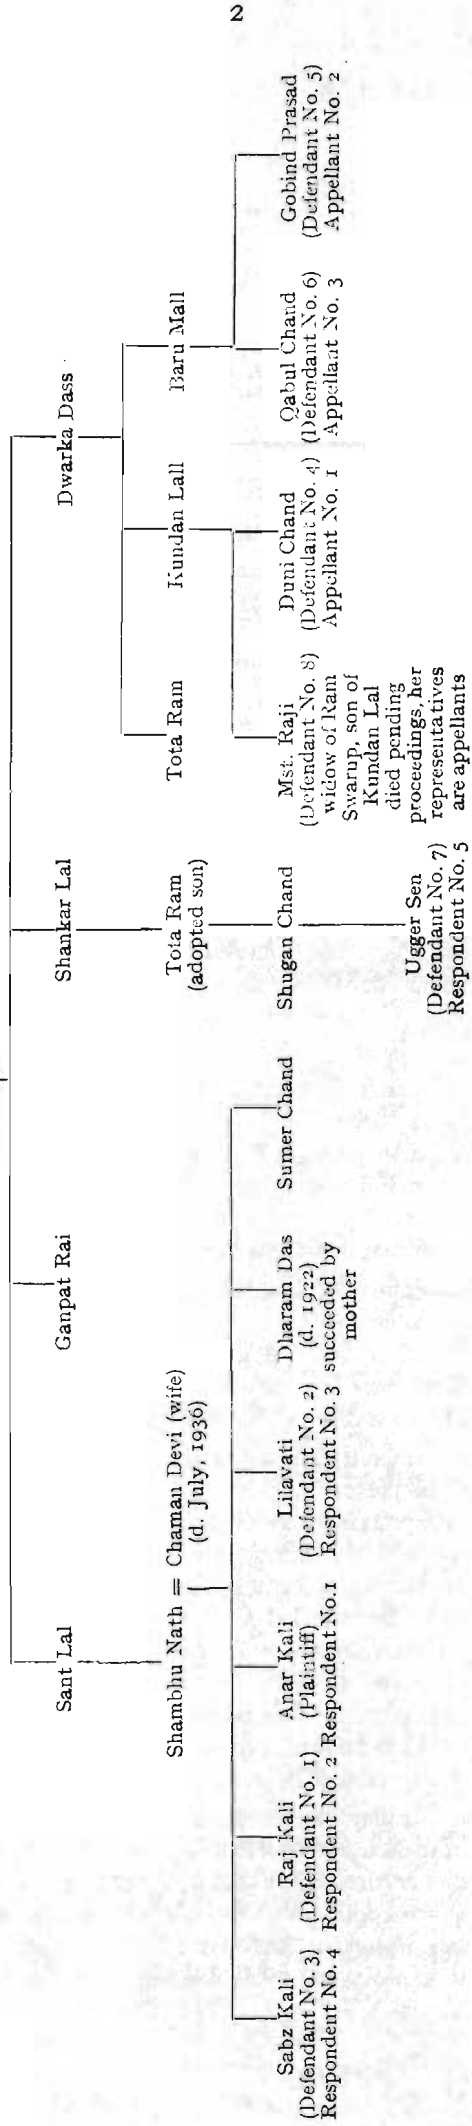 2
Sant Lal
Ganpat Rai
Shankar Lal
Dwarka Dass
Shambhu Nath = Chaman Devi (wife)
(d. July, 1936)
Tota Ram
(adopted son)
Tota Ram
Kundan Lall
Baru Mall
Sabz Kali
(Defendant No. 3)
Respondent No. 4
Raj Kali
(Defendant No. 1)
Respondent No. 2
Anar Kali
(Plaintiff)
Respondent No. 1
Lilavati
(Defendant No. 2)
Respondent No. 3
Dharam Das
(d. 1922)
succeeded by
mother
Sumer Chand
Shugan Chand
Mst. Raji
(Defendant No. 8)
widow of Ram
Swarup, son of
Kundan Lal
died pending
proceedings, her
representatives
are appellants
Duni Chand
(Defendant No. 4)
Appellant No. 1
Qabul Chand
(Defendant No. 6)
Appellant No. 3
Gobind Prasad
(Defendant No. 5)
Appellant No. 2
Ugger Sen
(Defendant No. 7)
Respondent No. 5